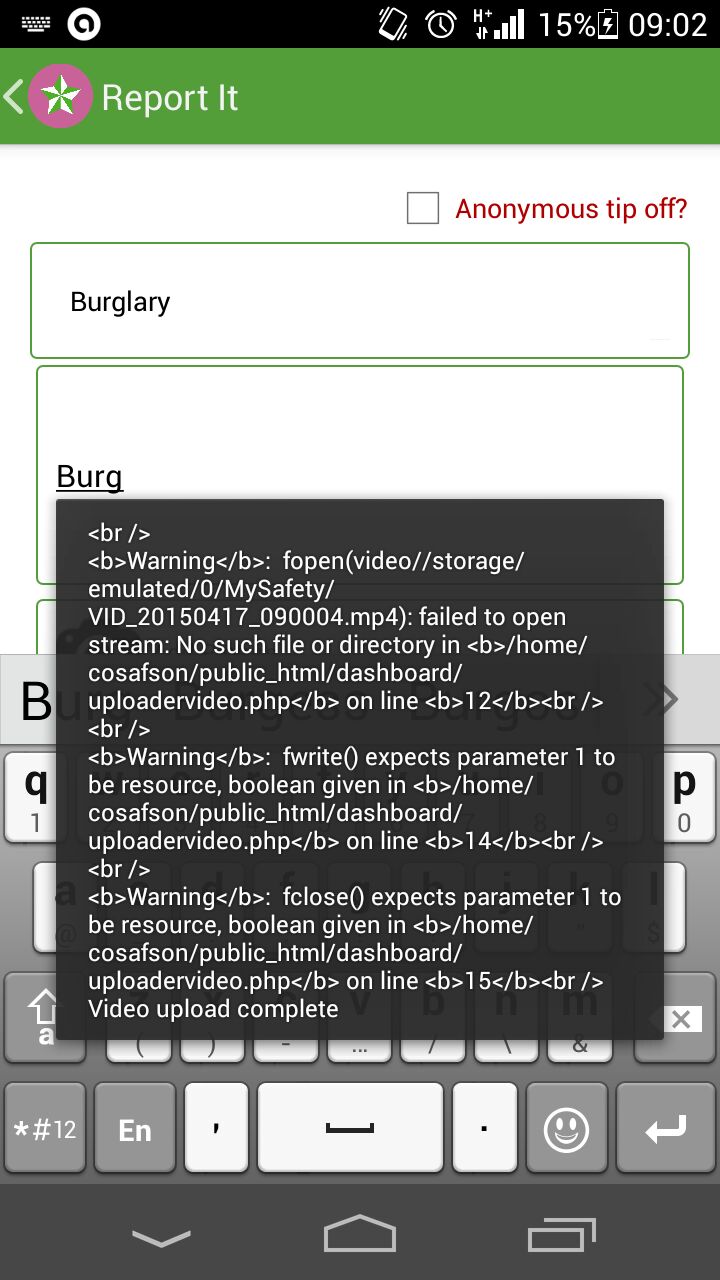 H+ 15% 09:02
Report It
Anonymous tip off?
Burglary
Burg
<br />
<b>Warning</b>:  fopen(video//storage/
emulated/0/MySafety/
VID_20150417_090004.mp4): failed to open
stream: No such file or directory in <b>/home/
cosafson/public_html/dashboard/
uploadervideo.php</b> on line <b>12</b><br />
<br />
<b>Warning</b>:  fwrite() expects parameter 1 to
be resource, boolean given in <b>/home/
cosafson/public_html/dashboard/
uploadervideo.php</b> on line <b>14</b><br />
<br />
<b>Warning</b>:  fclose() expects parameter 1 to
be resource, boolean given in <b>/home/
cosafson/public_html/dashboard/
uploadervideo.php</b> on line <b>15</b><br />
Video upload complete
Burg Burgess
q o p
1 8 9 0
a l
@ $
a v b n m
( ) - ... / \ &
*#12 En ' .